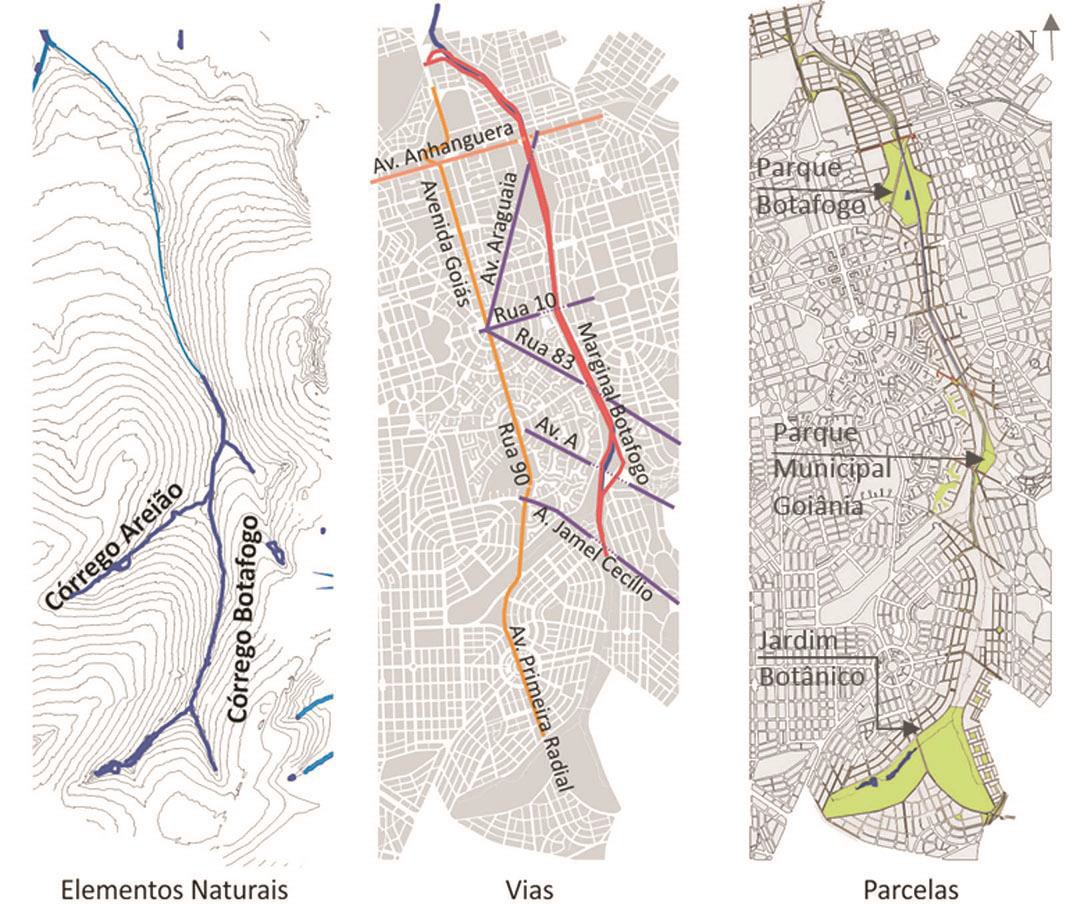 Córrego Areião
Córrego Botafogo
Elementos Naturais
Av. Anhanguera
Avenida Goiás
Av. Araguaia
Rua 10
Rua 83
Marginal Botafogo
Av. A
Rua 90
A. Jamel Cecílio
Av. Primeira Radial
Vias
N
Parque
Botafogo
Parque
Municipal
Goiânia
Jardim
Botânico
Parcelas